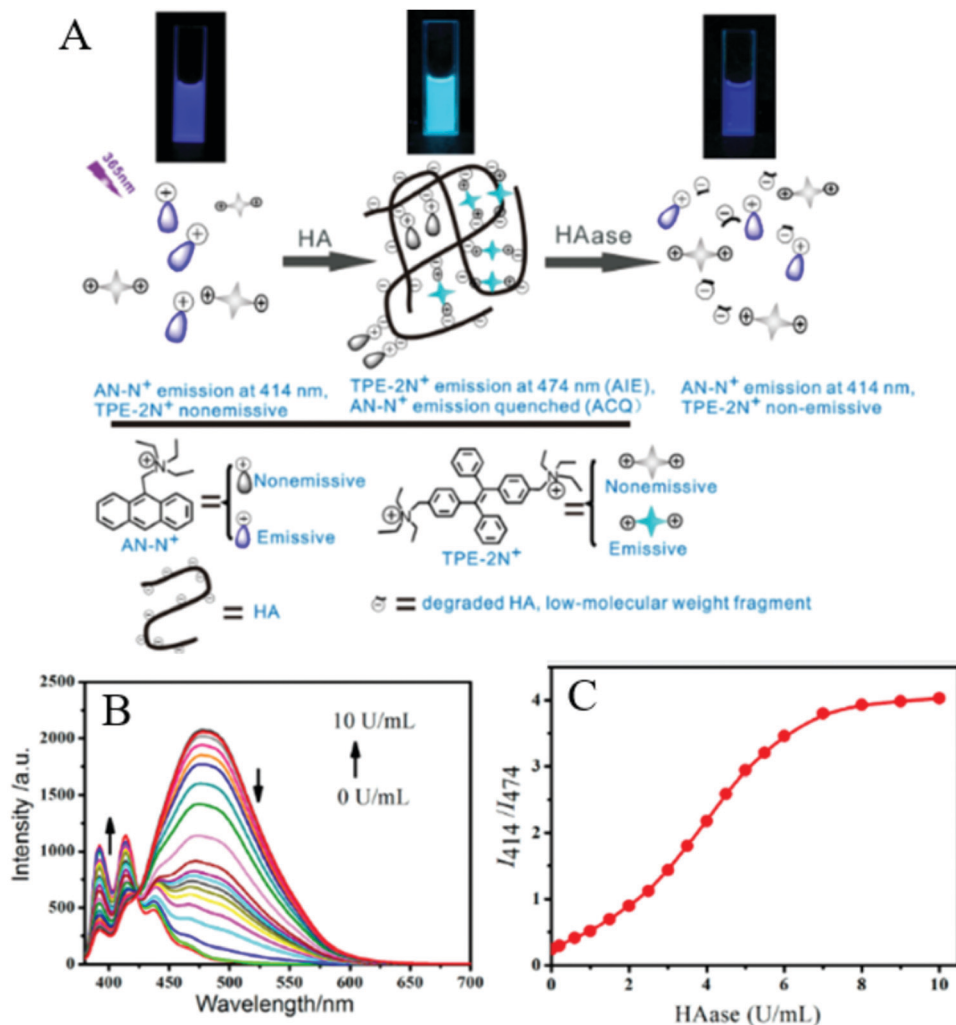 A
365nm
HA
HAase
AN-N⁺ emission at 414 nm,
TPE-2N⁺ nonemissive
TPE-2N⁺ emission at 474 nm (AIE),
AN-N⁺ emission quenched (ACQ)
AN-N⁺ emission at 414 nm,
TPE-2N⁺ non-emissive
N
AN-N⁺
=
Nonemissive
Emissive
N
N
TPE-2N⁺
=
Nonemissive
Emissive
= HA
= degraded HA, low-molecular weight fragment
B
10 U/mL
0 U/mL
Intensity /a.u.
2500
2000
1500
1000
500
0
400 450 500 550 600 650 700
Wavelength/nm
C
I₄₁₄/I₄₇₄
4
3
2
1
0
0 2 4 6 8 10
HAase (U/mL)